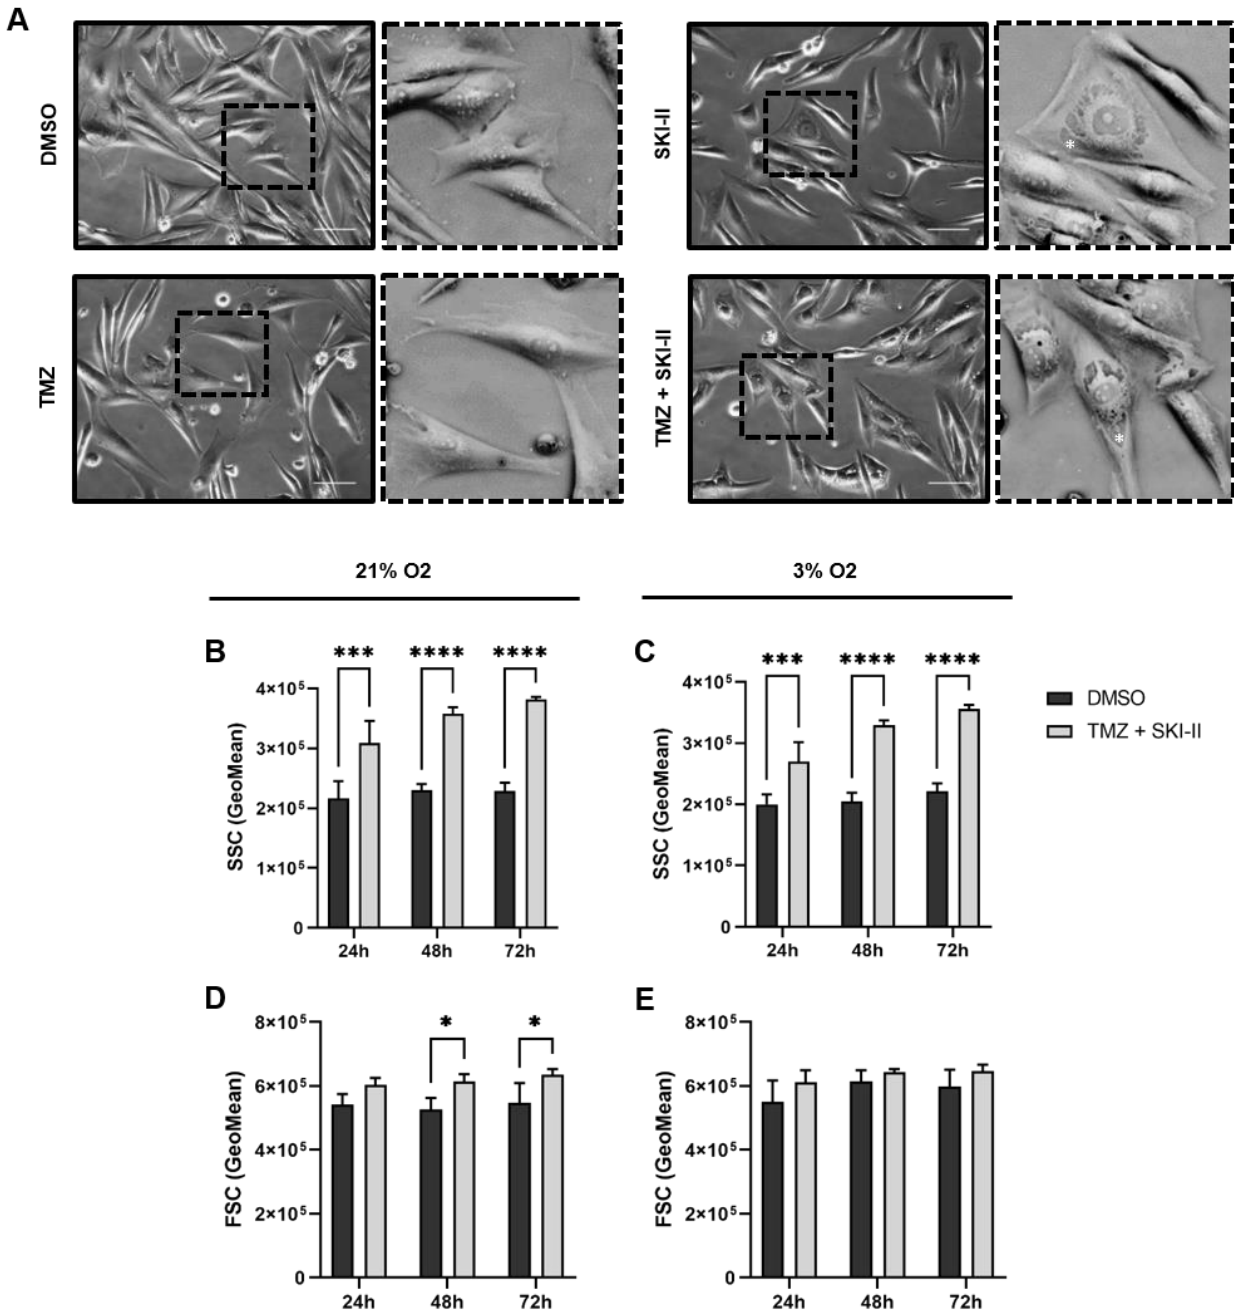 A
DMSO
SKI-II
*
TMZ
TMZ + SKI-II
*
21% O2
3% O2
B
*** **** ****
4×10⁵
3×10⁵
2×10⁵
1×10⁵
0
SSC (GeoMean)
24h 48h 72h
C
*** **** ****
4×10⁵
3×10⁵
2×10⁵
1×10⁵
0
SSC (GeoMean)
24h 48h 72h
DMSO
TMZ + SKI-II
D
* *
8×10⁵
6×10⁵
4×10⁵
2×10⁵
0
FSC (GeoMean)
24h 48h 72h
E
8×10⁵
6×10⁵
4×10⁵
2×10⁵
0
FSC (GeoMean)
24h 48h 72h